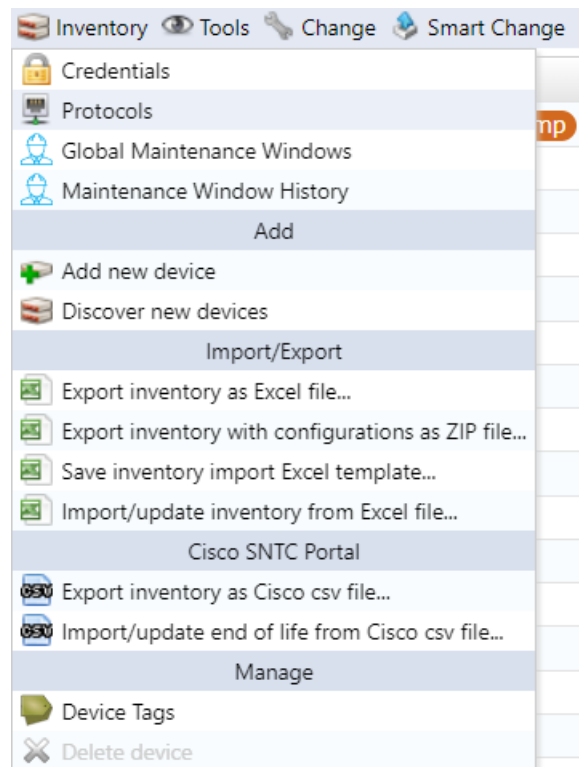 Inventory Tools Change Smart Change
Credentials
Protocols
mp
Global Maintenance Windows
Maintenance Window History
Add
Add new device
Discover new devices
Import/Export
Export inventory as Excel file...
Export inventory with configurations as ZIP file...
Save inventory import Excel template...
Import/update inventory from Excel file...
Cisco SNTC Portal
CSV Export inventory as Cisco csv file...
CSV Import/update end of life from Cisco csv file...
Manage
Device Tags
Delete device